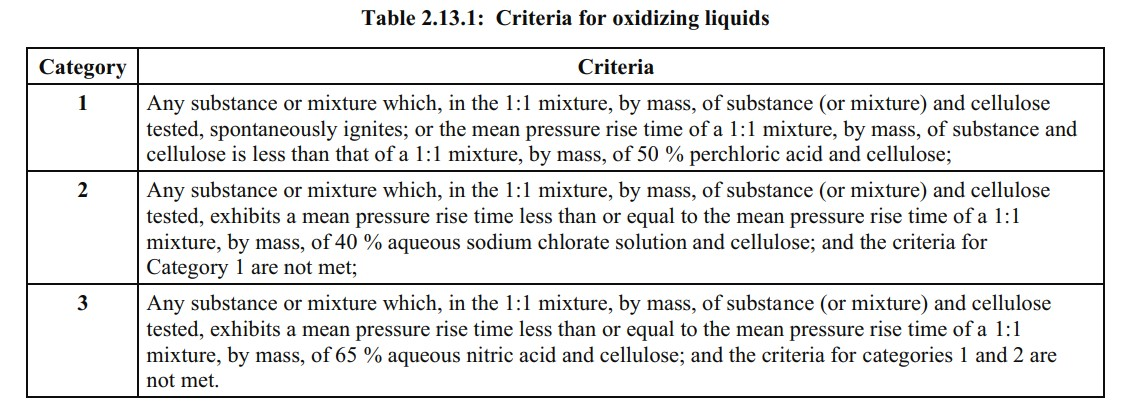 Table 2.13.1: Criteria for oxidizing liquids
Category
Criteria
1
Any substance or mixture which, in the 1:1 mixture, by mass, of substance (or mixture) and cellulose
tested, spontaneously ignites; or the mean pressure rise time of a 1:1 mixture, by mass, of substance and
cellulose is less than that of a 1:1 mixture, by mass, of 50 % perchloric acid and cellulose;
2
Any substance or mixture which, in the 1:1 mixture, by mass, of substance (or mixture) and cellulose
tested, exhibits a mean pressure rise time less than or equal to the mean pressure rise time of a 1:1
mixture, by mass, of 40 % aqueous sodium chlorate solution and cellulose; and the criteria for
Category 1 are not met;
3
Any substance or mixture which, in the 1:1 mixture, by mass, of substance (or mixture) and cellulose
tested, exhibits a mean pressure rise time less than or equal to the mean pressure rise time of a 1:1
mixture, by mass, of 65 % aqueous nitric acid and cellulose; and the criteria for categories 1 and 2 are
not met.